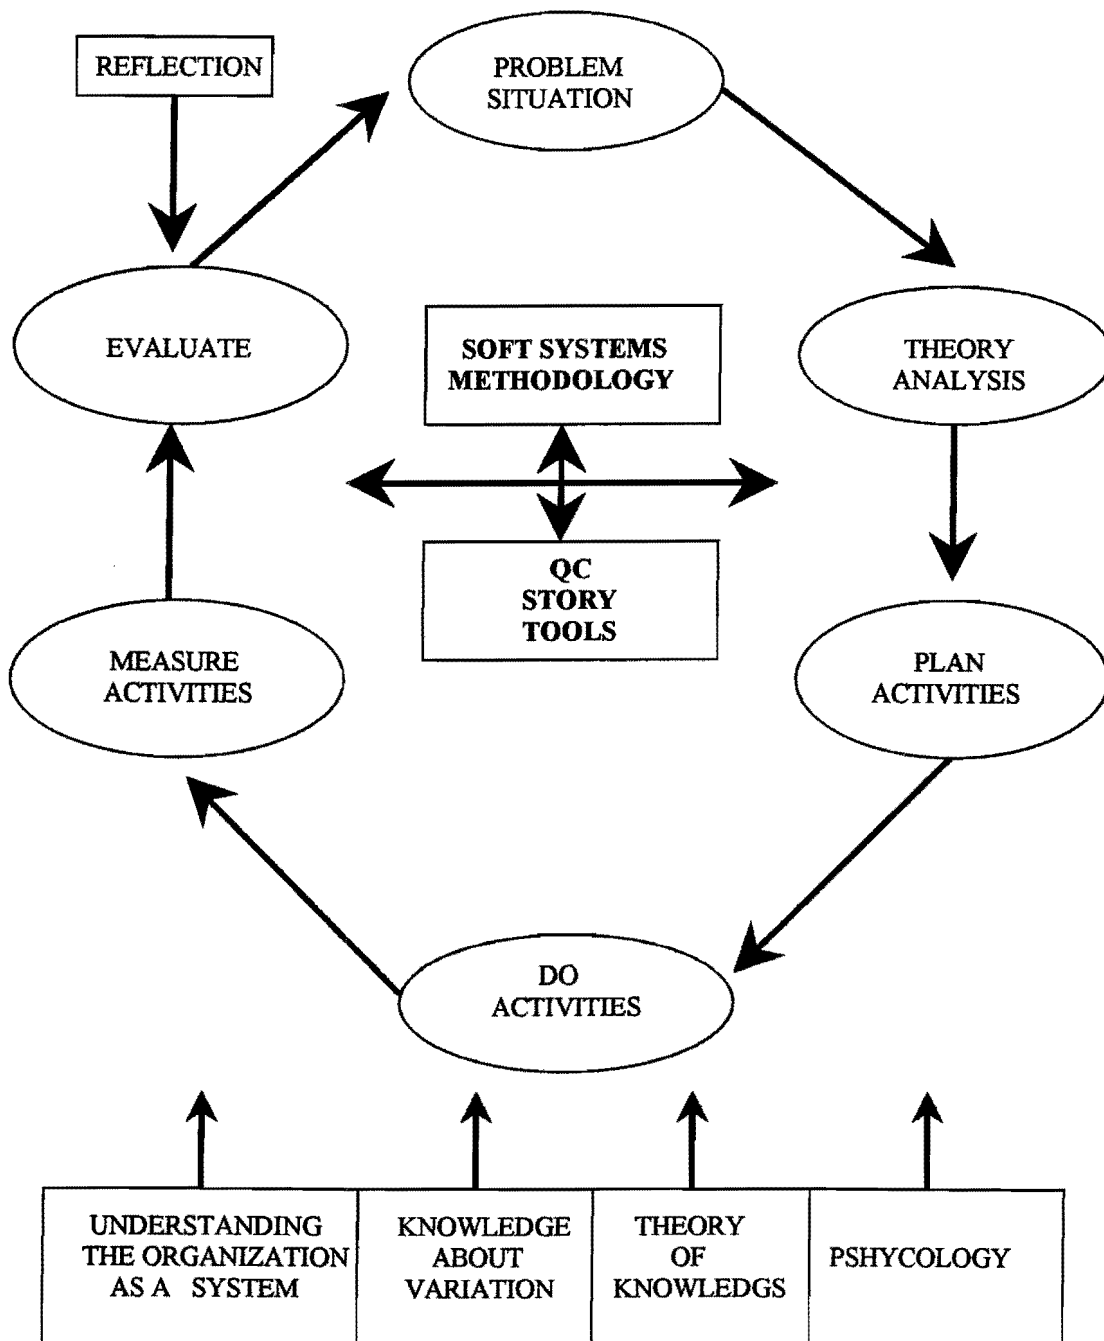 REFLECTION
PROBLEM
SITUATION
EVALUATE
SOFT SYSTEMS
METHODOLOGY
THEORY
ANALYSIS
QC
STORY
TOOLS
MEASURE
ACTIVITIES
PLAN
ACTIVITIES
DO
ACTIVITIES
UNDERSTANDING
THE ORGANIZATION
AS A SYSTEM
KNOWLEDGE
ABOUT
VARIATION
THEORY
OF
KNOWLEDGS
PSHYCOLOGY